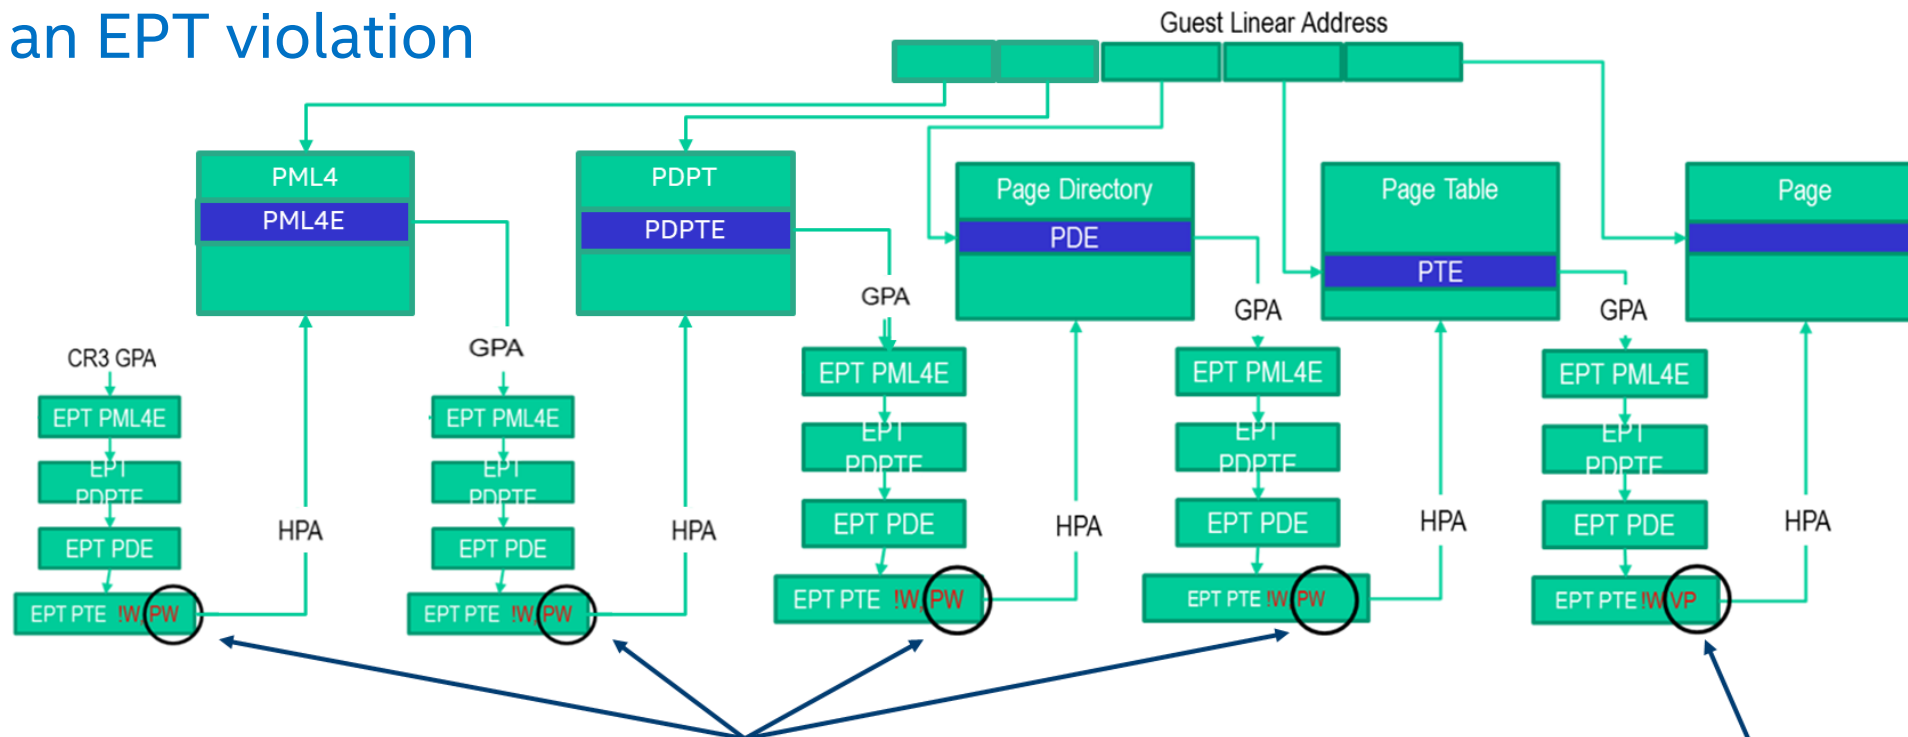 an EPT violation
Guest Linear Address
PML4
PML4E
PDPT
PDPTE
Page Directory
PDE
Page Table
PTE
Page
CR3 GPA
GPA
GPA
GPA
GPA
EPT PML4E
EPT
PDPTE
EPT PDE
EPT PTE !W, PW
HPA
EPT PML4E
EPT
PDPTE
EPT PDE
EPT PTE !W, PW
HPA
EPT PML4E
EPT
PDPTE
EPT PDE
EPT PTE !W, PW
HPA
EPT PML4E
EPT
PDPTE
EPT PDE
EPT PTE !W, PW
HPA
EPT PML4E
EPT
PDPTE
EPT PDE
EPT PTE !W, VP
HPA